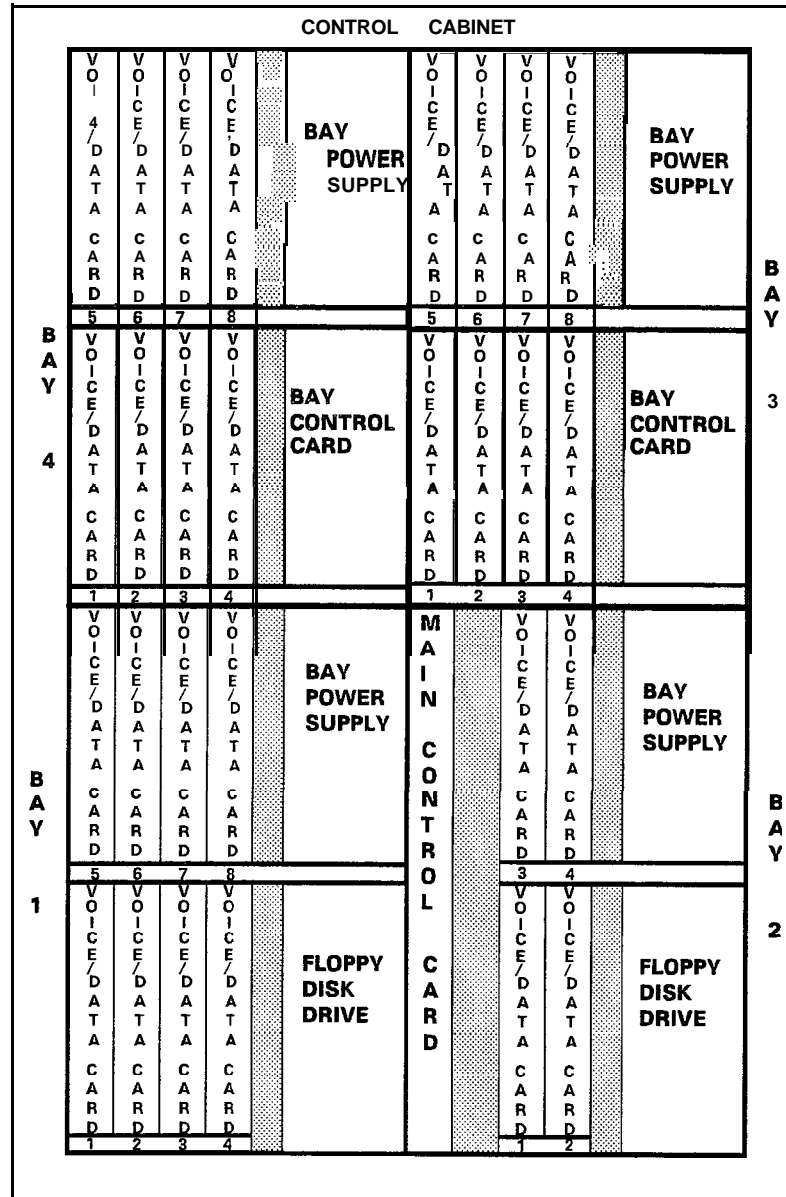 CONTROL CABINET
VO- 4/DATA CARD
VOICE/DATA CARD
VOICE/DATA CARD
VOICE'DATA CARD
BAY
POWER
SUPPLY
VOICE/DATA CARD
VOICE/DATA CARD
VOICE/DATA CARD
VOICE/DATA CARD
BAY
POWER
SUPPLY
5 6 7 8
5 6 7 8
BAY 3
BAY 4
VOICE/DATA CARD
VOICE/DATA CARD
VOICE/DATA CARD
VOICE/DATA CARD
BAY
CONTROL
CARD
VOICE/DATA CARD
VOICE/DATA CARD
VOICE/DATA CARD
VOICE/DATA CARD
BAY
CONTROL
CARD
1 2 3 4
1 2 3 4
VOICE/DATA CARD
VOICE/DATA CARD
VOICE/DATA CARD
VOICE/DATA CARD
BAY
POWER
SUPPLY
MAIN CONTROL CARD
VOICE/DATA CARD
VOICE/DATA CARD
BAY
POWER
SUPPLY
BAY 1
BAY 2
5 6 7 8
3 4
VOICE/DATA CARD
VOICE/DATA CARD
VOICE/DATA CARD
VOICE/DATA CARD
FLOPPY
DISK
DRIVE
VOICE/DATA CARD
VOICE/DATA CARD
FLOPPY
DISK
DRIVE
1 2 3 4
1 2